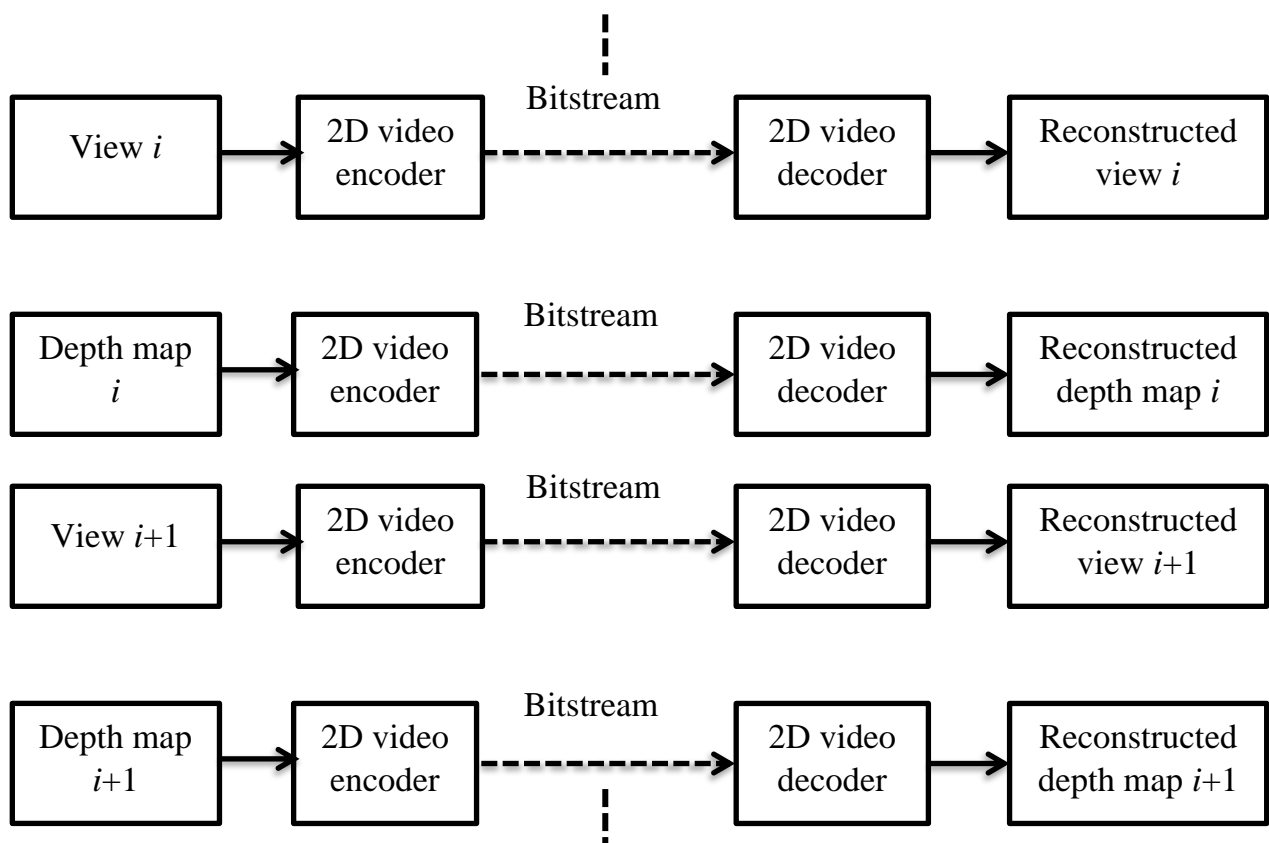 Bitstream
View i
2D video
encoder
2D video
decoder
Reconstructed
view i
Bitstream
Depth map
i
2D video
encoder
2D video
decoder
Reconstructed
depth map i
Bitstream
View i+1
2D video
encoder
2D video
decoder
Reconstructed
view i+1
Bitstream
Depth map
i+1
2D video
encoder
2D video
decoder
Reconstructed
depth map i+1